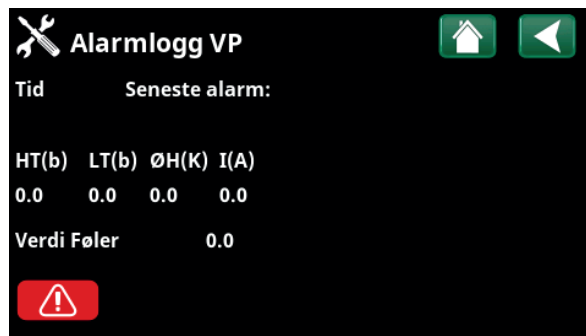 Alarmlogg VP
Tid Seneste alarm:
HT(b) LT(b) ØH(K) I(A)
0.0 0.0 0.0 0.0
Verdi Føler 0.0